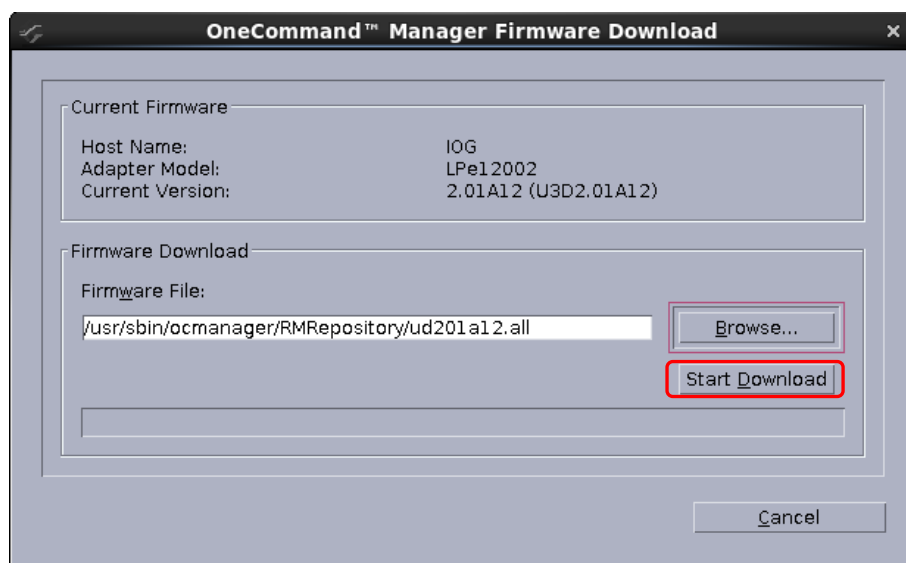 OneCommand™ Manager Firmware Download
Current Firmware
Host Name: IOG
Adapter Model: LPe12002
Current Version: 2.01A12 (U3D2.01A12)
Firmware Download
Firmware File:
/usr/sbin/ocmanager/RMRepository/ud201a12.all
Browse...
Start Download
Cancel